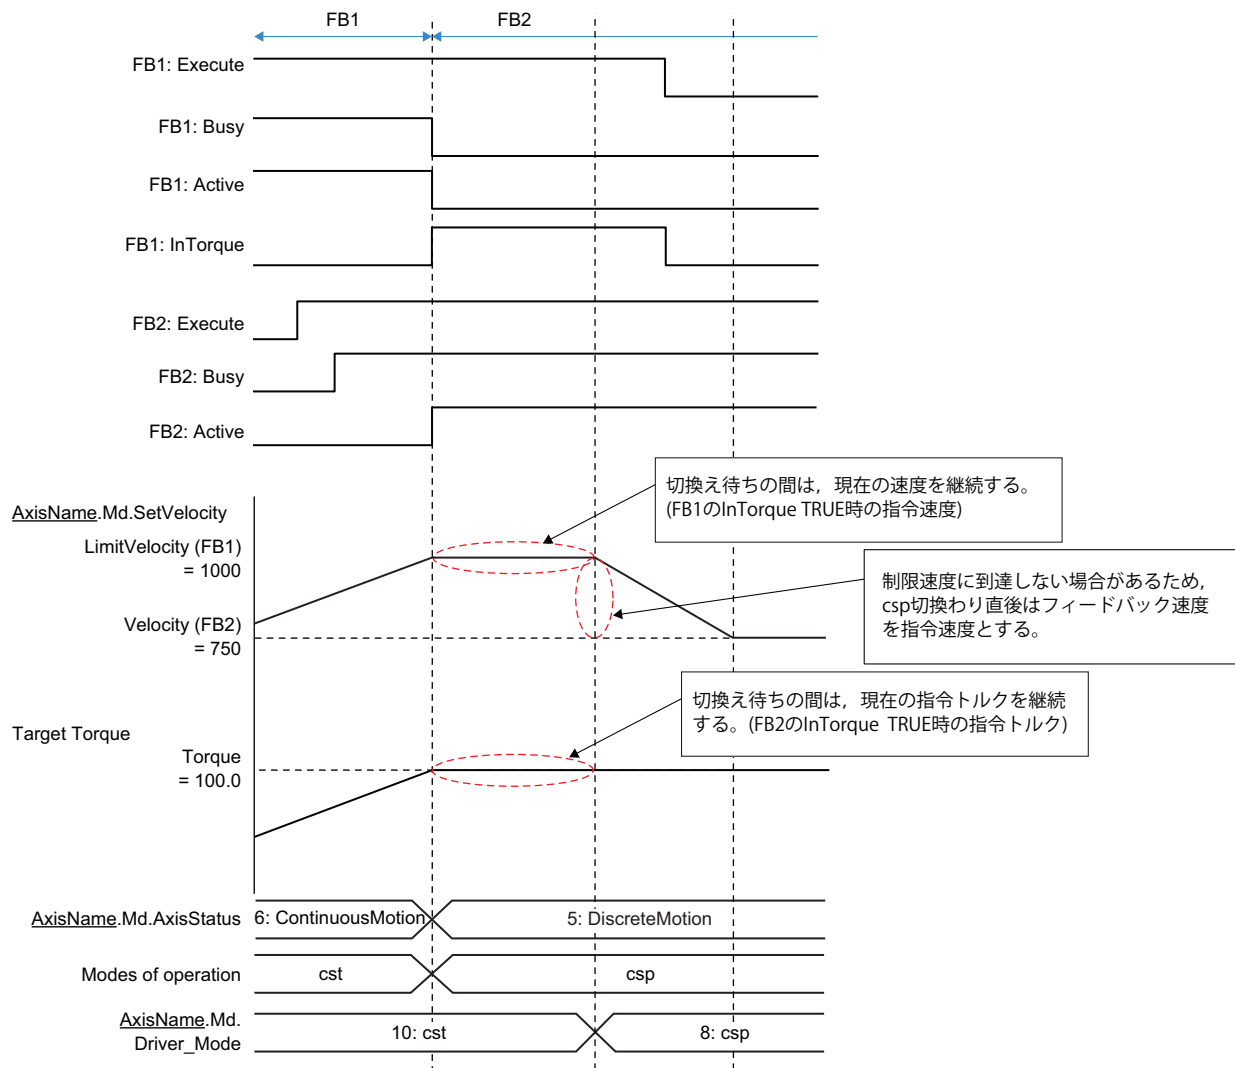 FB1
FB2
FB1: Execute
FB1: Busy
FB1: Active
FB1: InTorque
FB2: Execute
FB2: Busy
FB2: Active
切換え待ちの間は，現在の速度を継続する。
(FB1のInTorque TRUE時の指令速度)
AxisName.Md.SetVelocity
LimitVelocity (FB1)
= 1000
制限速度に到達しない場合があるため，
csp切換わり直後はフィードバック速度
を指令速度とする。
Velocity (FB2)
= 750
切換え待ちの間は，現在の指令トルクを継続
する。(FB2のInTorque TRUE時の指令トルク)
Target Torque
Torque
= 100.0
AxisName.Md.AxisStatus
6: ContinuousMotion
5: DiscreteMotion
Modes of operation
cst
csp
AxisName.Md.
Driver_Mode
10: cst
8: csp